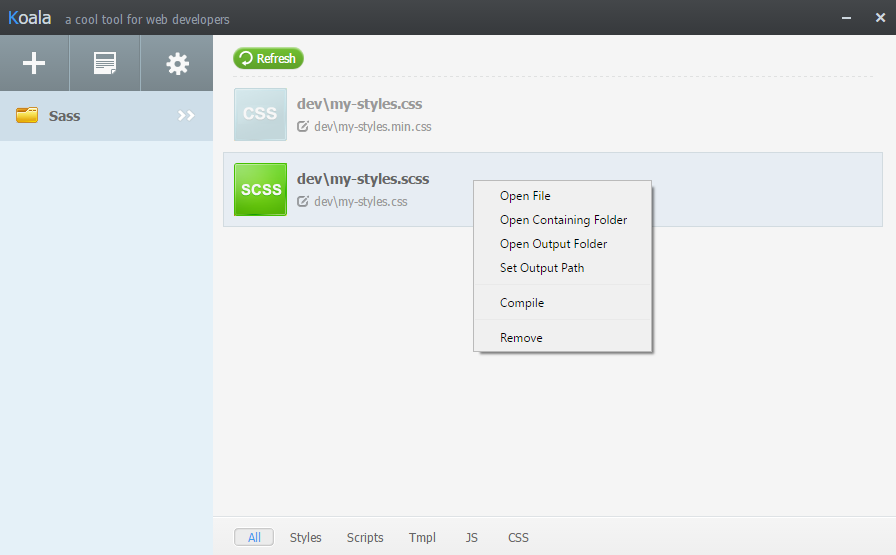 Koala a cool tool for web developers
Refresh
Sass
CSS
dev\my-styles.css
dev\my-styles.min.css
SCSS
dev\my-styles.scss
dev\my-styles.css
Open File
Open Containing Folder
Open Output Folder
Set Output Path
Compile
Remove
All Styles Scripts Tmpl JS CSS